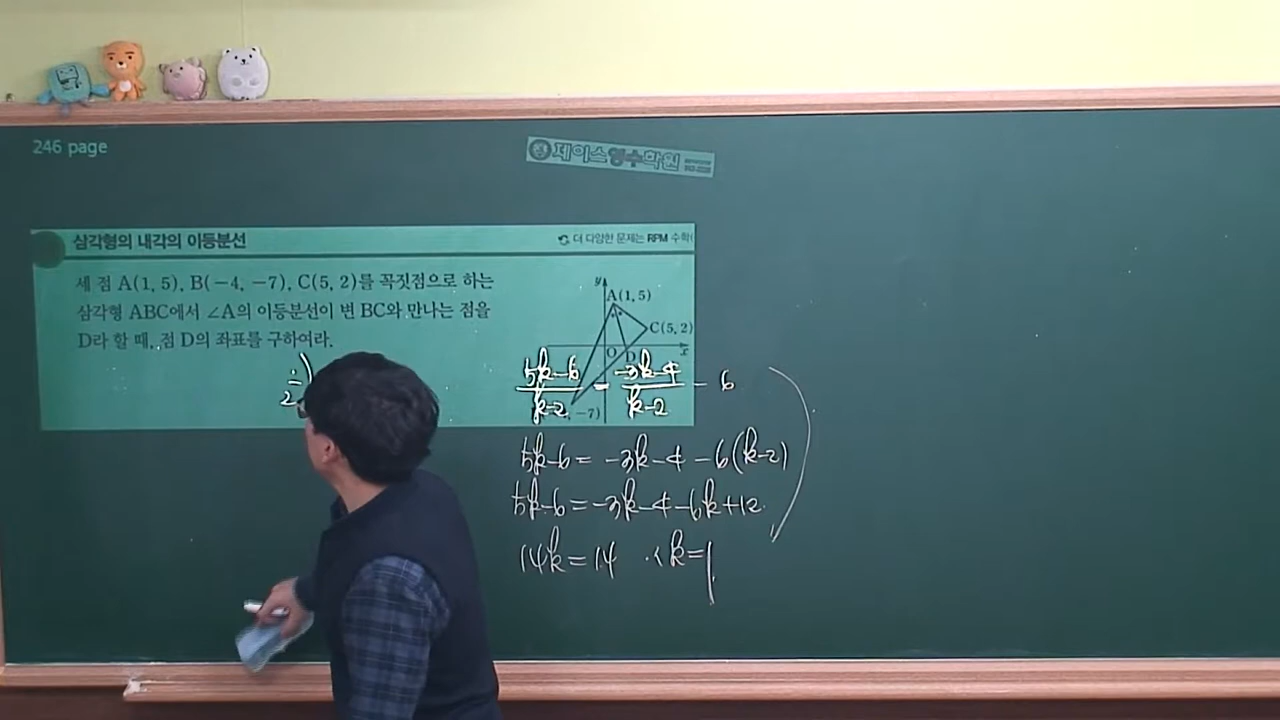 246 page
제이스영수학원
삼각형의 내각의 이등분선
더 다양한 문제는 RPM 수학(
세 점 A(1, 5), B(-4, -7), C(5, 2)를 꼭짓점으로 하는
삼각형 ABC에서 ∠A의 이등분선이 변 BC와 만나는 점을
D라 할 때, 점 D의 좌표를 구하여라.
y
A(1, 5)
C(5, 2)
O D x
, -7)
÷)
2
5k-6/k-2 = -3k-4/k-2 - 6
5k-6 = -3k-4 -6(k-2)
5k-6 = -3k-4-6k+12
14k = 14 ∴ k=1